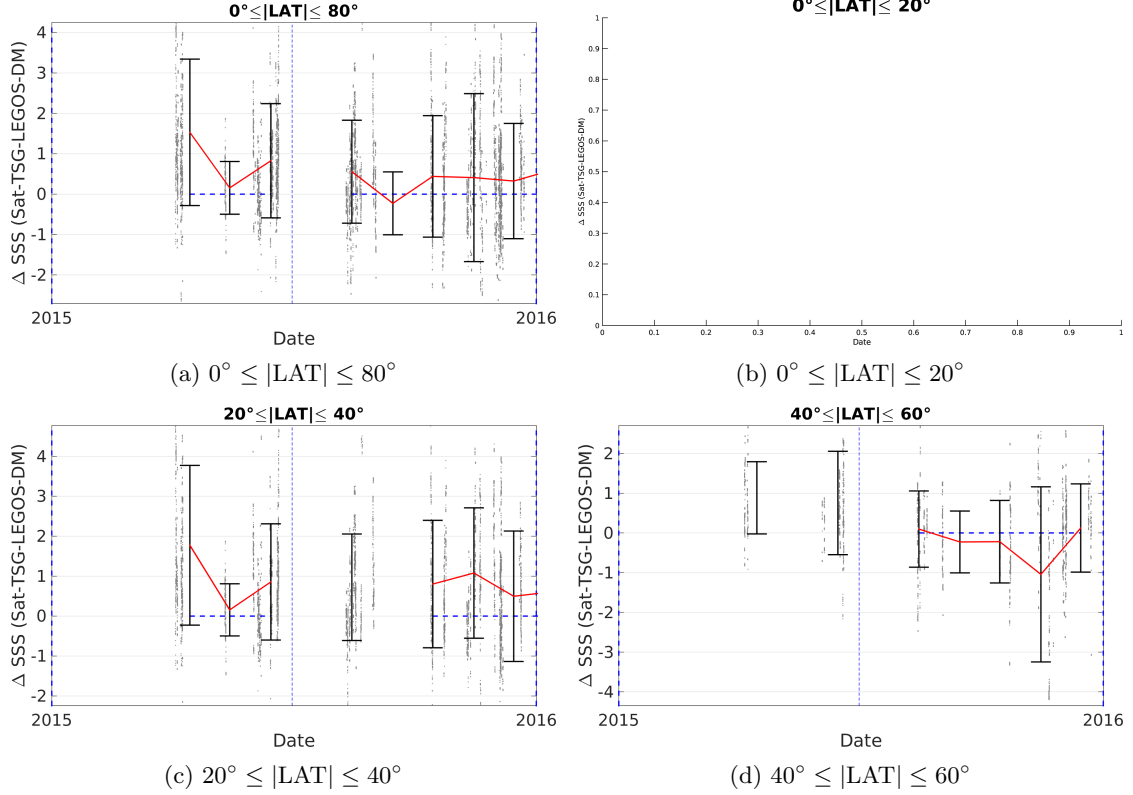 0°≤|LAT|≤ 80°
4
3
2
1
0
-1
-2
Δ SSS (Sat-TSG-LEGOS-DM)
2015
2016
Date
(a) 0° ≤ |LAT| ≤ 80°
0°≤|LAT|≤ 20°
1
0.9
0.8
0.7
0.6
0.5
0.4
0.3
0.2
0.1
0
Δ SSS (Sat-TSG-LEGOS-DM)
0 0.1 0.2 0.3 0.4 0.5 0.6 0.7 0.8 0.9 1
Date
(b) 0° ≤ |LAT| ≤ 20°
20°≤|LAT|≤ 40°
4
3
2
1
0
-1
-2
Δ SSS (Sat-TSG-LEGOS-DM)
2015
2016
Date
(c) 20° ≤ |LAT| ≤ 40°
40°≤|LAT|≤ 60°
2
1
0
-1
-2
-3
-4
Δ SSS (Sat-TSG-LEGOS-DM)
2015
2016
Date
(d) 40° ≤ |LAT| ≤ 60°